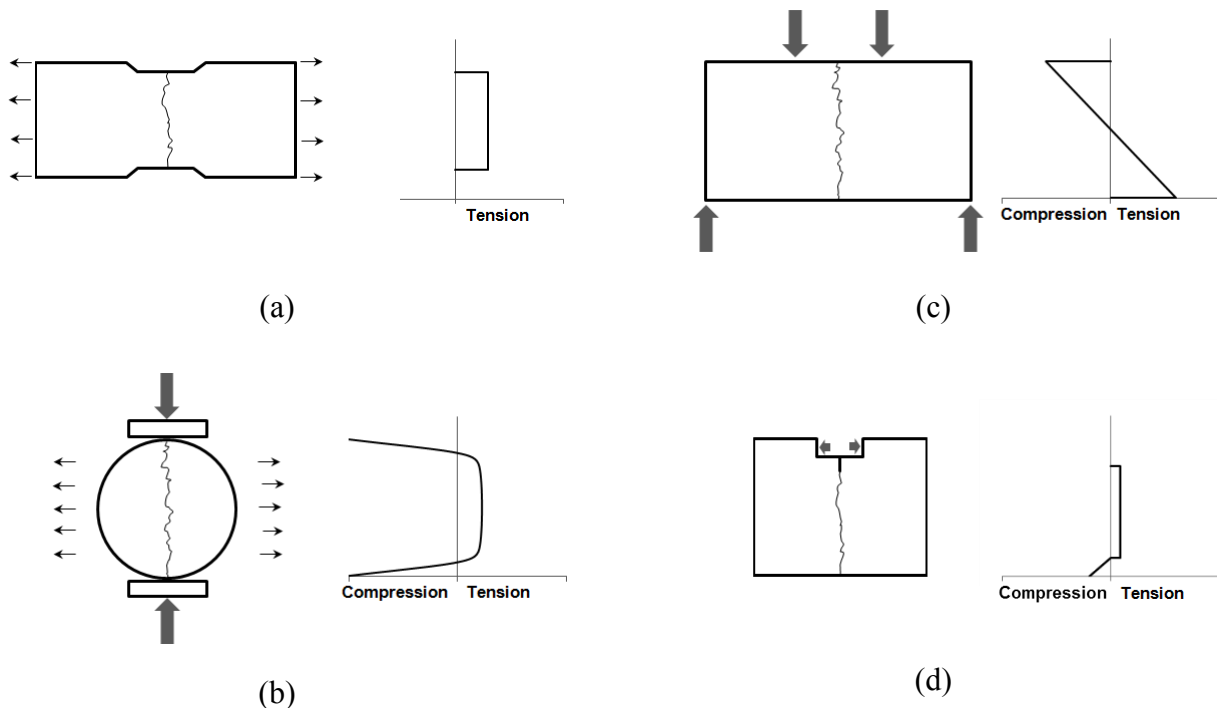 Tension
Compression Tension
(a)
(c)
Compression Tension
Compression Tension
(b)
(d)